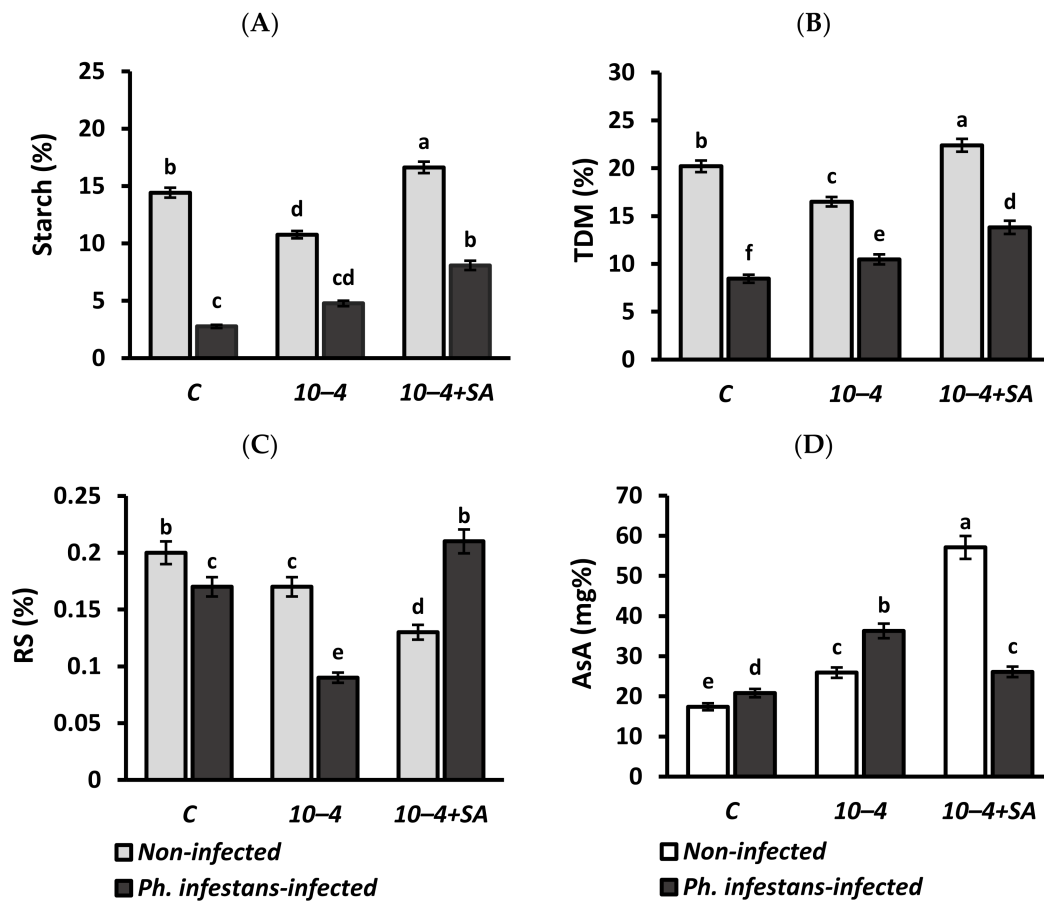 (A)
Starch (%)
25
20
15
10
5
0
b
c
d
cd
a
b
C
10–4
10–4+SA
(B)
TDM (%)
30
25
20
15
10
5
0
b
f
c
e
a
d
C
10–4
10–4+SA
(C)
RS (%)
0.25
0.2
0.15
0.1
0.05
0
b
c
c
e
d
b
C
10–4
10–4+SA
Non-infected
Ph. infestans-infected
(D)
AsA (mg%)
70
60
50
40
30
20
10
0
e
d
c
b
a
c
C
10–4
10–4+SA
Non-infected
Ph. infestans-infected